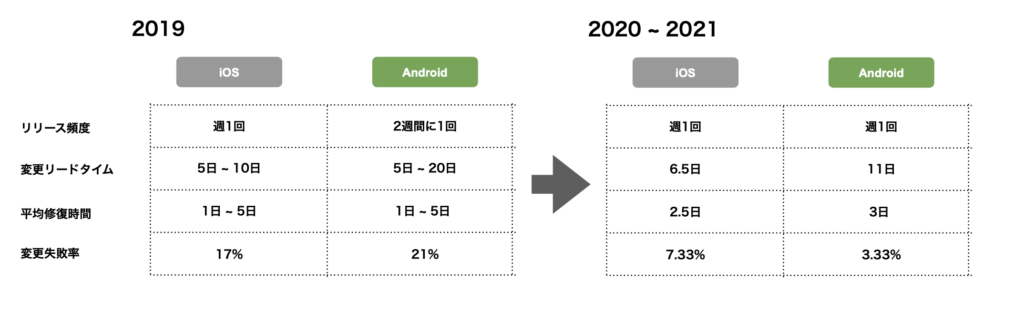 2019
2020 ~ 2021
iOS
Android
iOS
Android
リリース頻度
週1回
2週間に1回
週1回
週1回
変更リードタイム
5日 ~ 10日
5日 ~ 20日
6.5日
11日
平均修復時間
1日 ~ 5日
1日 ~ 5日
2.5日
3日
変更失敗率
17%
21%
7.33%
3.33%